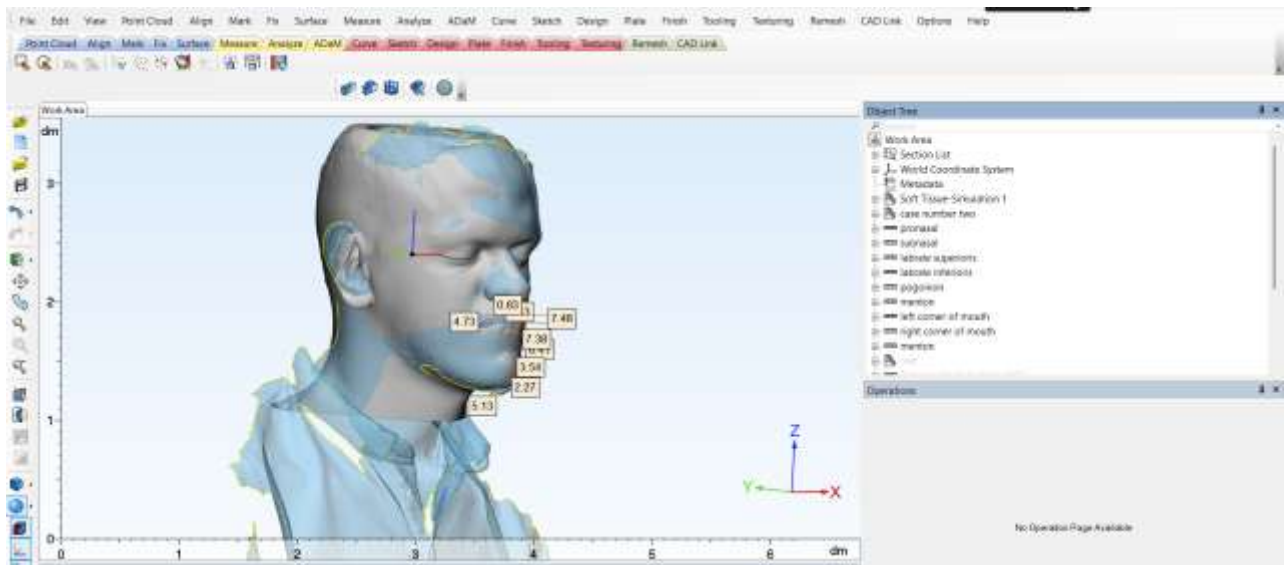 File Edit View Point Cloud Align Mark Fix Surface Measure Analyze ADaM Curve Sketch Design Plate Finish Tooling Texturing Remesh CAD Link Options Help
Point Cloud Align Mark Fix Surface Measure Analyze ADaM Curve Sketch Design Plate Finish Tooling Texturing Remesh CAD Link
Work Area
dm
3
2
1
0
0 1 2 3 4 5 6 dm
0.63
4.73
7.48
7.38
3.54
2.27
5.13
Z
Y
X
Object Tree
Work Area
Section List
World Coordinate System
Metadata
Soft Tissue-Simulation 1
case number two
pronasal
subnasal
labrale superioris
labrale inferioris
pogonion
menton
left corner of mouth
right corner of mouth
menton
Operations
No Operation Page Available